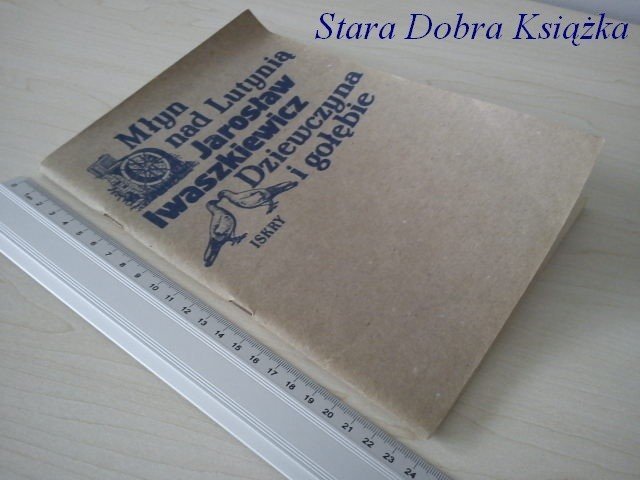 Stara Dobra Książka
Młyn
nad Lutynią
Jarosław
Iwaszkiewicz
Dziewczyna
i gołębie
ISKRY
0 1 2 3 4 5 6 7 8 9 10 11 12 13 14 15 16 17 18 19 20 21 22 23 24